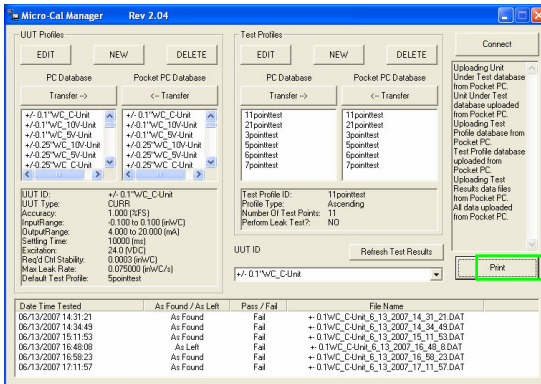 Micro-Cal Manager Rev 2.04
UUT Profiles
EDIT NEW DELETE
PC Database Pocket PC Database
Transfer --> <-- Transfer
+/- 0.1"WC_C-Unit
+/-0.1"WC_10V-Unit
+/-0.1"WC_5V-Unit
+/-0.25"WC_10V-Unit
+/-0.25"WC_5V-Unit
+/-0.25"WC_C-Unit
+/- 0.1"WC_C-Unit
+/-0.1"WC_10V-Unit
+/-0.1"WC_5V-Unit
+/-0.25"WC_10V-Unit
+/-0.25"WC_5V-Unit
+/-0.25"WC_C-Unit
UUT ID: +/- 0.1"WC_C-Unit
UUT Type: CURR
Accuracy: 1.000 (%FS)
InputRange: -0.100 to 0.100 (inWC)
OutputRange: 4.000 to 20.000 (mA)
Settling Time: 10000 (ms)
Excitation: 24.0 (VDC)
Req'd Ctrl Stability: 0.0003 (inWC)
Max Leak Rate: 0.075000 (inWC/s)
Default Test Profile: 5pointtest
Test Profiles
EDIT NEW DELETE
PC Database Pocket PC Database
Transfer --> <-- Transfer
11pointtest
21pointtest
3pointtest
5pointtest
6pointtest
7pointtest
11pointtest
21pointtest
3pointtest
5pointtest
6pointtest
7pointtest
Test Profile ID: 11pointtest
Profile Type: Ascending
Number Of Test Points: 11
Perform Leak Test?: NO
UUT ID
Refresh Test Results
+/- 0.1"WC_C-Unit
Connect
Uploading Unit
Under Test database
from Pocket PC.
Unit Under Test
database uploaded
from Pocket PC.
Uploading Test
Profile database from
Pocket PC.
Test Profile database
uploaded from
Pocket PC.
Uploading Test
Results data files
from Pocket PC.
All data uploaded
from Pocket PC.
Print
Date Time Tested As Found / As Left Pass / Fail File Name
06/13/2007 14:31:21 As Found Fail +- 0.1WC_C-Unit_6_13_2007_14_31_21.DAT
06/13/2007 14:34:49 As Found Fail +- 0.1WC_C-Unit_6_13_2007_14_34_49.DAT
06/13/2007 15:11:53 As Found Fail +- 0.1WC_C-Unit_6_13_2007_15_11_53.DAT
06/13/2007 16:48:08 As Left Fail +- 0.1WC_C-Unit_6_13_2007_16_48_8.DAT
06/13/2007 16:58:23 As Found Fail +- 0.1WC_C-Unit_6_13_2007_16_58_23.DAT
06/13/2007 17:11:57 As Found Fail +- 0.1WC_C-Unit_6_13_2007_17_11_57.DAT